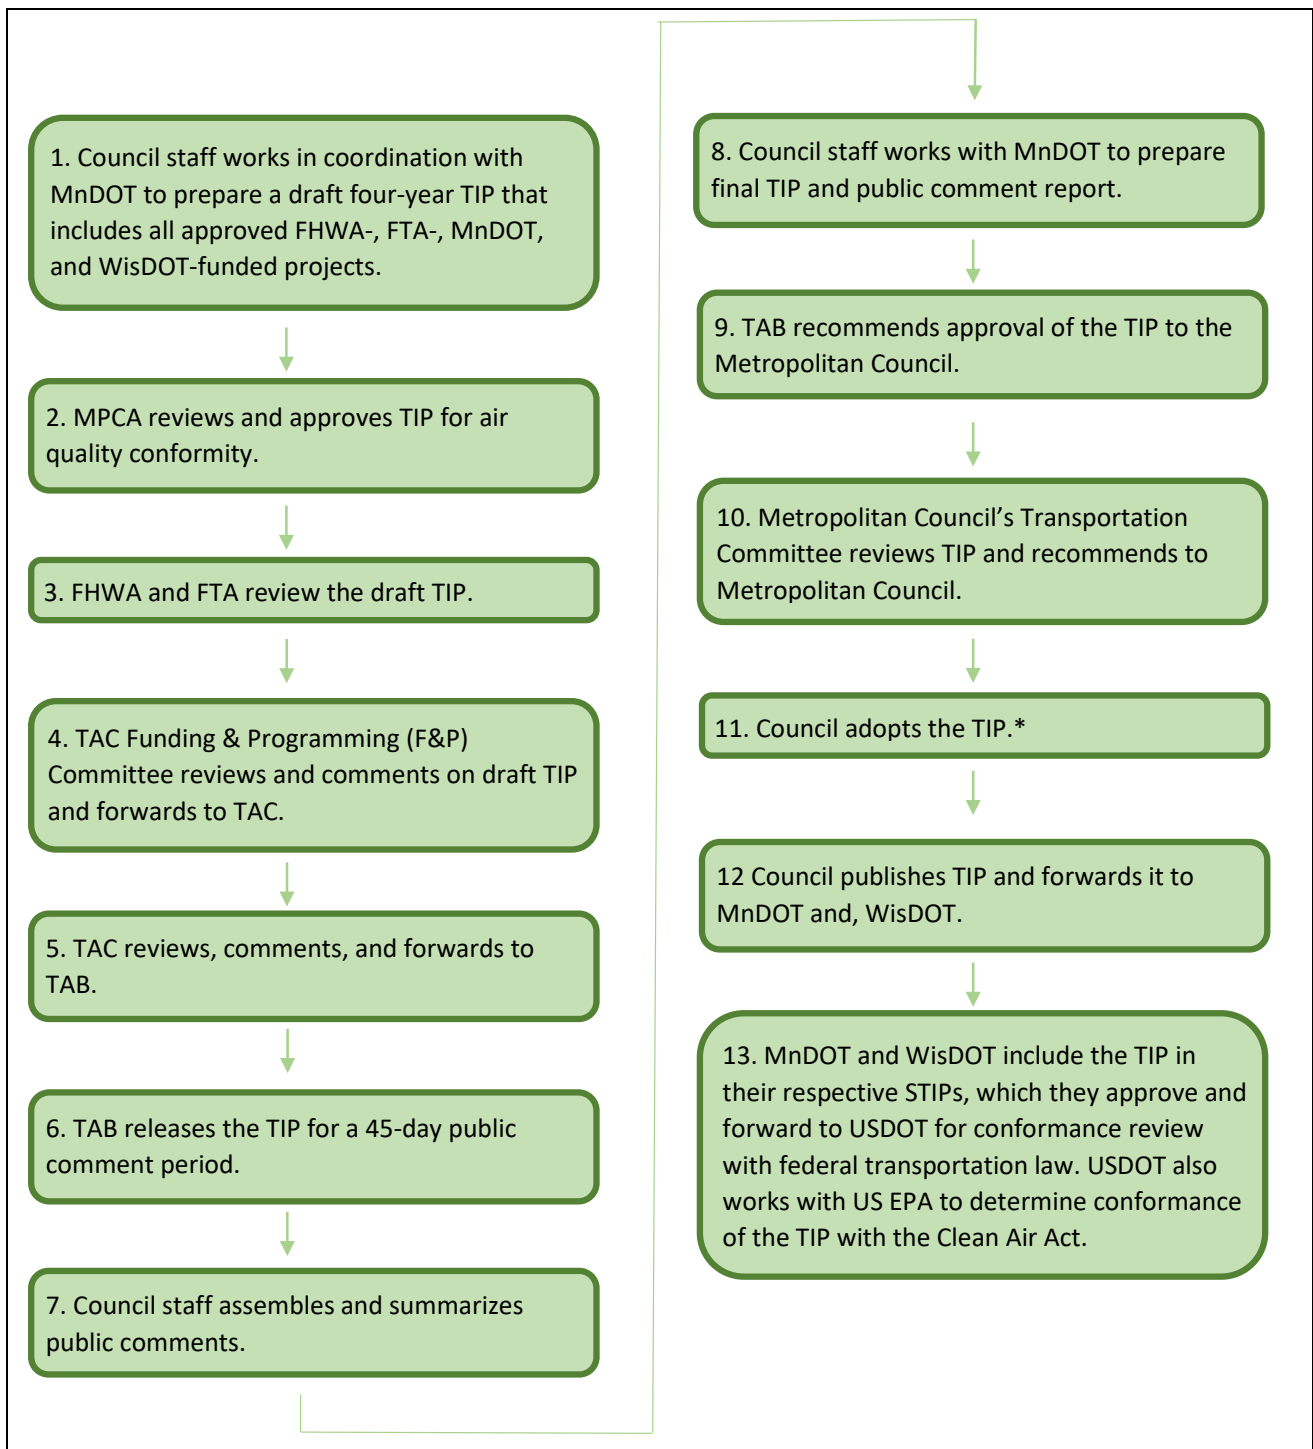 1. Council staff works in coordination with
MnDOT to prepare a draft four-year TIP that
includes all approved FHWA-, FTA-, MnDOT,
and WisDOT-funded projects.
2. MPCA reviews and approves TIP for air
quality conformity.
3. FHWA and FTA review the draft TIP.
4. TAC Funding & Programming (F&P)
Committee reviews and comments on draft TIP
and forwards to TAC.
5. TAC reviews, comments, and forwards to
TAB.
6. TAB releases the TIP for a 45-day public
comment period.
7. Council staff assembles and summarizes
public comments.
8. Council staff works with MnDOT to prepare
final TIP and public comment report.
9. TAB recommends approval of the TIP to the
Metropolitan Council.
10. Metropolitan Council’s Transportation
Committee reviews TIP and recommends to
Metropolitan Council.
11. Council adopts the TIP.*
12 Council publishes TIP and forwards it to
MnDOT and, WisDOT.
13. MnDOT and WisDOT include the TIP in
their respective STIPs, which they approve and
forward to USDOT for conformance review
with federal transportation law. USDOT also
works with US EPA to determine conformance
of the TIP with the Clean Air Act.